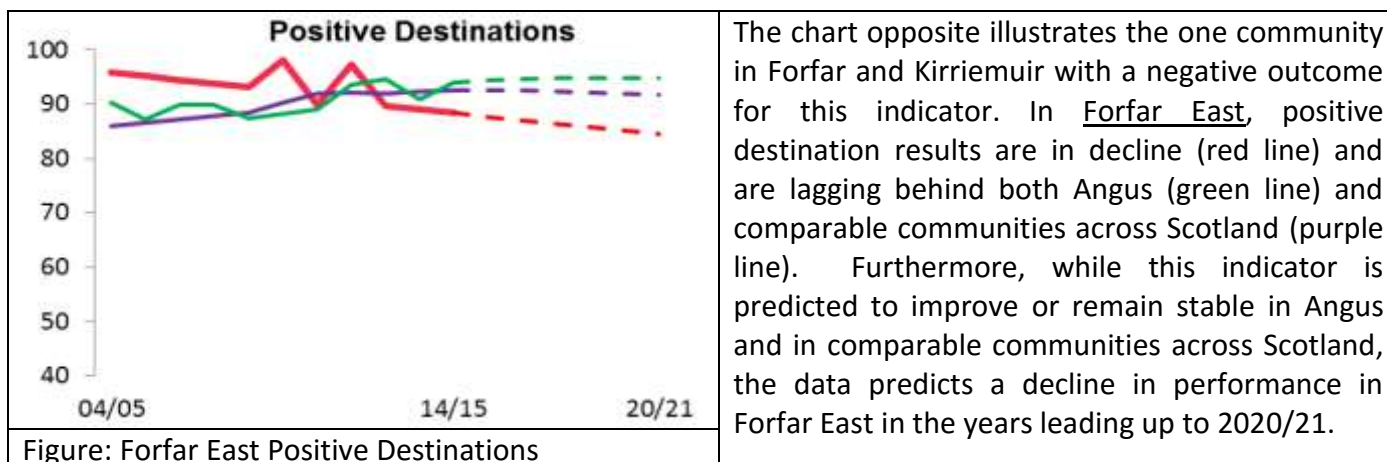 Positive Destinations
100
90
80
70
60
50
40
04/05
14/15
20/21
Figure: Forfar East Positive Destinations
The chart opposite illustrates the one community
in Forfar and Kirriemuir with a negative outcome
for this indicator. In Forfar East, positive
destination results are in decline (red line) and
are lagging behind both Angus (green line) and
comparable communities across Scotland (purple
line). Furthermore, while this indicator is
predicted to improve or remain stable in Angus
and in comparable communities across Scotland,
the data predicts a decline in performance in
Forfar East in the years leading up to 2020/21.